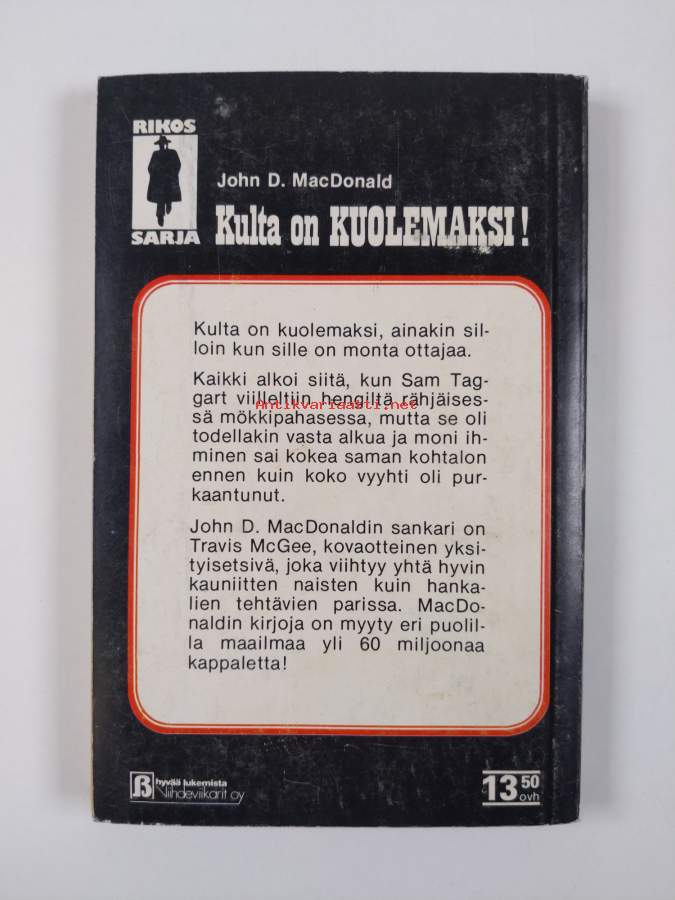 RIKOS
SARJA
John D. MacDonald
Kulta on KUOLEMAKSI!
Kulta on kuolemaksi, ainakin sil-
loin kun sille on monta ottajaa.
Kaikki alkoi siitä, kun Sam Tag-
gart viilleltiin hengiltä rähjäises-
Antikvariaatti.net
sä mökkipahasessa, mutta se oli
todellakin vasta alkua ja moni ih-
minen sai kokea saman kohtalon
ennen kuin koko vyyhti oli pur-
kaantunut.
John D. MacDonaldin sankari on
Travis McGee, kovaotteinen yksi-
tyisetsivä, joka viihtyy yhtä hyvin
kauniitten naisten kuin hanka-
lien tehtävien parissa. MacDo-
naldin kirjoja on myyty eri puolil-
la maailmaa yli 60 miljoonaa
kappaletta!
hyvää lukemista
Viihdeviikarit oy
13 50
ovh